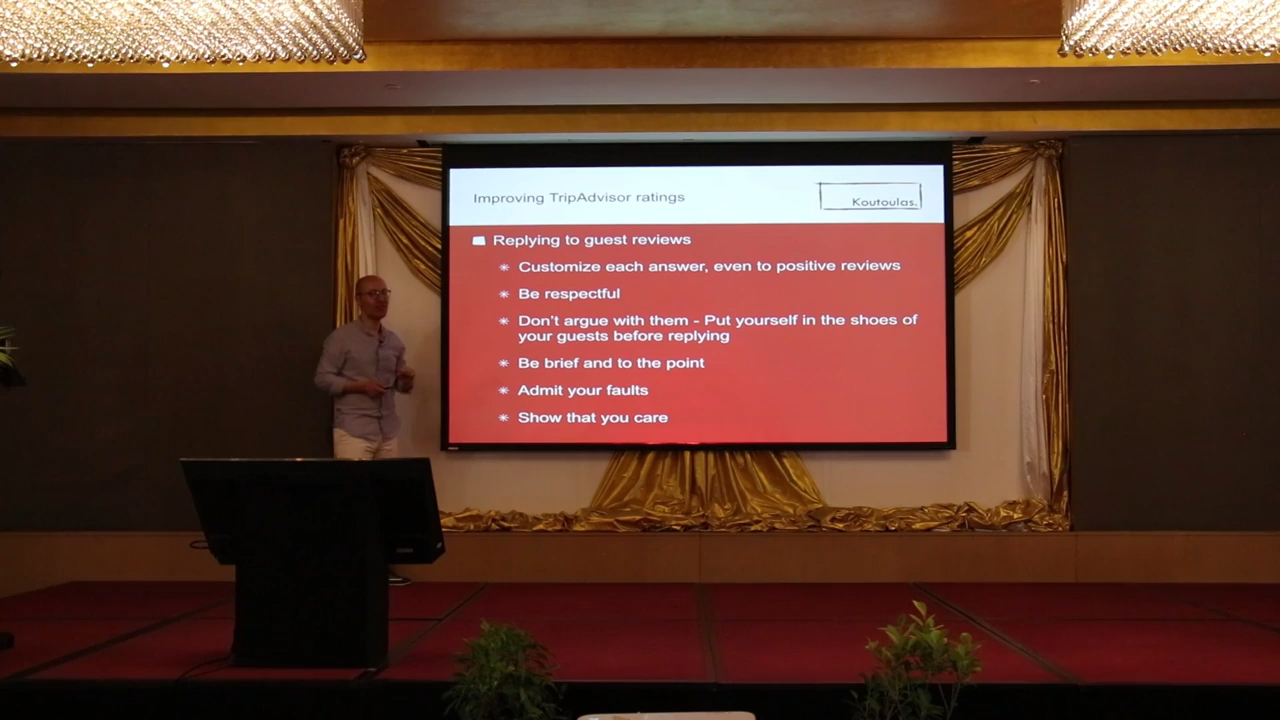 Improving TripAdvisor ratings
Koutoulas.
Replying to guest reviews
Customize each answer, even to positive reviews
Be respectful
Don't argue with them - Put yourself in the shoes of
your guests before replying
Be brief and to the point
Admit your faults
Show that you care